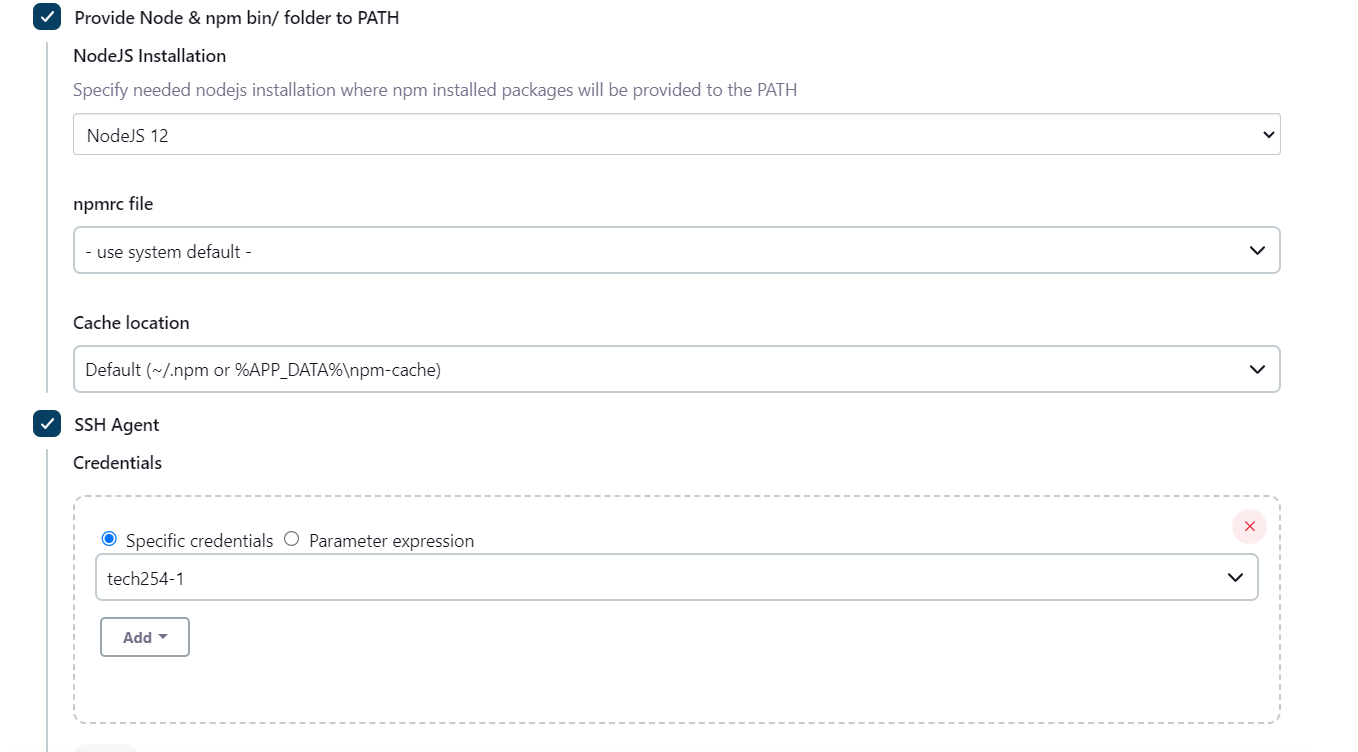 Provide Node & npm bin/ folder to PATH
NodeJS Installation
Specify needed nodejs installation where npm installed packages will be provided to the PATH
NodeJS 12
npmrc file
- use system default -
Cache location
Default (~/.npm or %APP_DATA%\npm-cache)
SSH Agent
Credentials
Specific credentials Parameter expression
tech254-1
Add